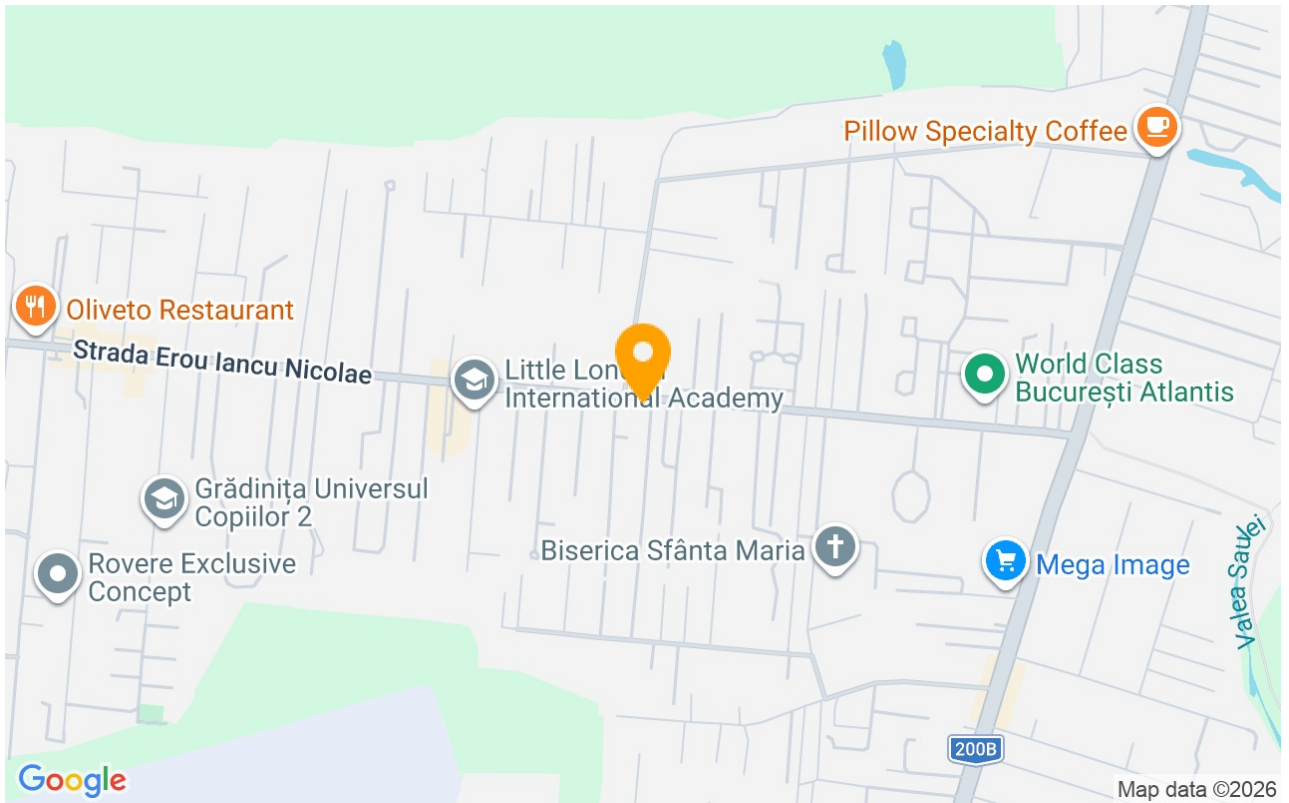 Pillow Specialty Coffee
Oliveto Restaurant
Strada Erou Iancu Nicolae
Little London
International Academy
World Class
București Atlantis
Grădinița Universul
Copiilor 2
Biserica Sfânta Maria
Rovere Exclusive
Concept
Mega Image
Valea Saulei
200B
Google
Map data ©2026